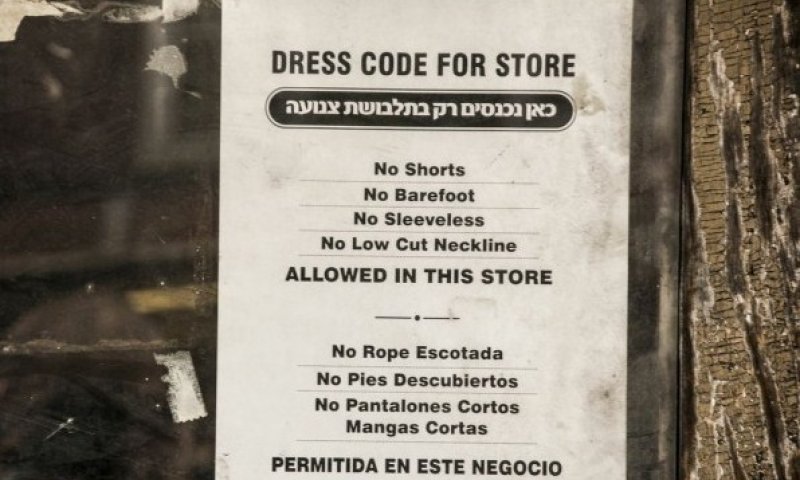 DRESS CODE FOR STORE
כאן נכנסים רק בתלבושת צנועה
No Shorts
No Barefoot
No Sleeveless
No Low Cut Neckline
ALLOWED IN THIS STORE
No Rope Escotada
No Pies Descubiertos
No Pantalones Cortos
Mangas Cortas
PERMITIDA EN ESTE NEGOCIO